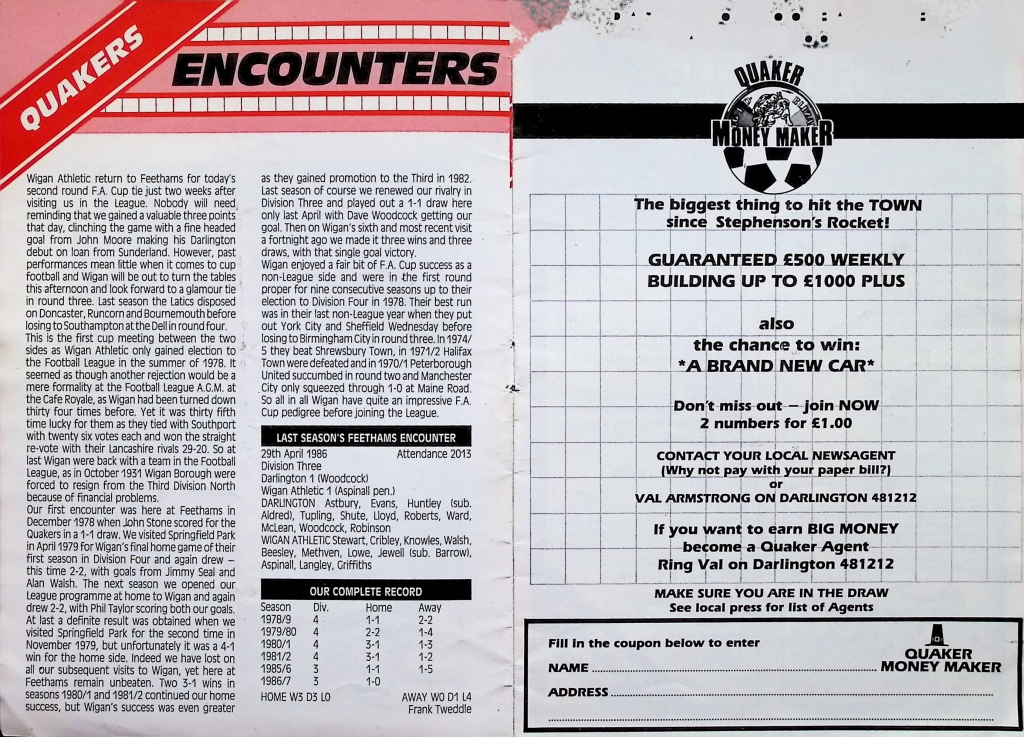 QUAKERS
ENCOUNTERS
Wigan Athletic return to Feethams for today's
second round F.A. Cup tie just two weeks after
visiting us in the League. Nobody will need
reminding that we gained a valuable three points
that day, clinching the game with a fine headed
goal from John Moore making his Darlington
debut on loan from Sunderland. However, past
performances mean little when it comes to cup
football and Wigan will be out to turn the tables
this afternoon and look forward to a glamour tie
in round three. Last season the Latics disposed
on Doncaster, Runcorn and Bournemouth before
losing to Southampton at the Dell in round four.
This is the first cup meeting between the two
sides as Wigan Athletic only gained election to
the Football League in the summer of 1978. It
seemed as though another rejection would be a
mere formality at the Football League A.G.M. at
the Cafe Royale, as Wigan had been turned down
thirty four times before. Yet it was thirty fifth
time lucky for them as they tied with Southport
with twenty six votes each and won the straight
re-vote with their Lancashire rivals 29-20. So at
last Wigan were back with a team in the Football
League, as in October 1931 Wigan Borough were
forced to resign from the Third Division North
because of financial problems.
Our first encounter was here at Feethams in
December 1978 when John Stone scored for the
Quakers in a 1-1 draw. We visited Springfield Park
in April 1979 for Wigan's final home game of their
first season in Division Four and again drew –
this time 2-2, with goals from Jimmy Seal and
Alan Walsh. The next season we opened our
League programme at home to Wigan and again
drew 2-2, with Phil Taylor scoring both our goals.
At last a definite result was obtained when we
visited Springfield Park for the second time in
November 1979, but unfortunately it was a 4-1
win for the home side. Indeed we have lost on
all our subsequent visits to Wigan, yet here at
Feethams remain unbeaten. Two 3-1 wins in
seasons 1980/1 and 1981/2 continued our home
success, but Wigan's success was even greater
as they gained promotion to the Third in 1982.
Last season of course we renewed our rivalry in
Division Three and played out a 1-1 draw here
only last April with Dave Woodcock getting our
goal. Then on Wigan's sixth and most recent visit
a fortnight ago we made it three wins and three
draws, with that single goal victory.
Wigan enjoyed a fair bit of F.A. Cup success as a
non-League side and were in the first round
proper for nine consecutive seasons up to their
election to Division Four in 1978. Their best run
was in their last non-League year when they put
out York City and Sheffield Wednesday before
losing to Birmingham City in round three. In 1974/
5 they beat Shrewsbury Town, in 1971/2 Halifax
Town were defeated and in 1970/1 Peterborough
United succumbed in round two and Manchester
City only squeezed through 1-0 at Maine Road.
So all in all Wigan have quite an impressive F.A.
Cup pedigree before joining the League.
LAST SEASON'S FEETHAMS ENCOUNTER
29th April 1986 Attendance 2013
Division Three
Darlington 1 (Woodcock)
Wigan Athletic 1 (Aspinall pen.)
DARLINGTON Astbury, Evans, Huntley (sub.
Aldred), Tupling, Shute, Lloyd, Roberts, Ward,
McLean, Woodcock, Robinson
WIGAN ATHLETIC Stewart, Cribley, Knowles, Walsh,
Beesley, Methven, Lowe, Jewell (sub. Barrow),
Aspinall, Langley, Griffiths
OUR COMPLETE RECORD
Season Div. Home Away
1978/9 4 1-1 2-2
1979/80 4 2-2 1-4
1980/1 4 3-1 1-3
1981/2 4 3-1 1-2
1985/6 3 1-1 1-5
1986/7 3 1-0
HOME W3 D3 L0 AWAY W0 D1 L4
Frank Tweddle
QUAKER
MONEY MAKER
The biggest thing to hit the TOWN
since Stephenson's Rocket!
GUARANTEED £500 WEEKLY
BUILDING UP TO £1000 PLUS
also
the chance to win:
*A BRAND NEW CAR*
Don't miss out – join NOW
2 numbers for £1.00
CONTACT YOUR LOCAL NEWSAGENT
(Why not pay with your paper bill?)
or
VAL ARMSTRONG ON DARLINGTON 481212
If you want to earn BIG MONEY
become a Quaker Agent
Ring Val on Darlington 481212
MAKE SURE YOU ARE IN THE DRAW
See local press for list of Agents
Fill in the coupon below to enter
NAME
QUAKER
MONEY MAKER
ADDRESS